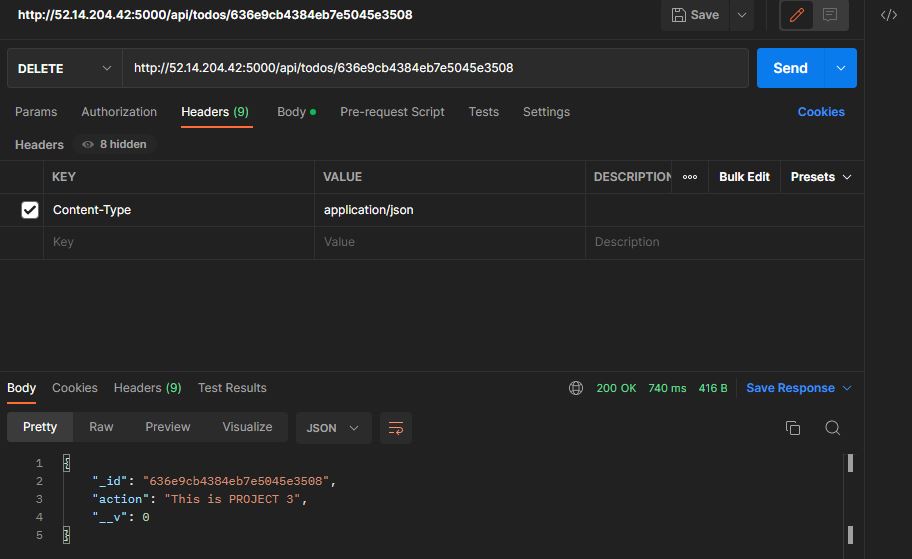 http://52.14.204.42:5000/api/todos/636e9cb4384eb7e5045e3508
Save
</>
DELETE
http://52.14.204.42:5000/api/todos/636e9cb4384eb7e5045e3508
Send
Params Authorization Headers (9) Body Pre-request Script Tests Settings Cookies
Headers 8 hidden
KEY VALUE DESCRIPTION Bulk Edit Presets
Content-Type application/json
Key Value Description
Body Cookies Headers (9) Test Results 200 OK 740 ms 416 B Save Response
Pretty Raw Preview Visualize JSON
1 {
2 "_id": "636e9cb4384eb7e5045e3508",
3 "action": "This is PROJECT 3",
4 "__v": 0
5 }